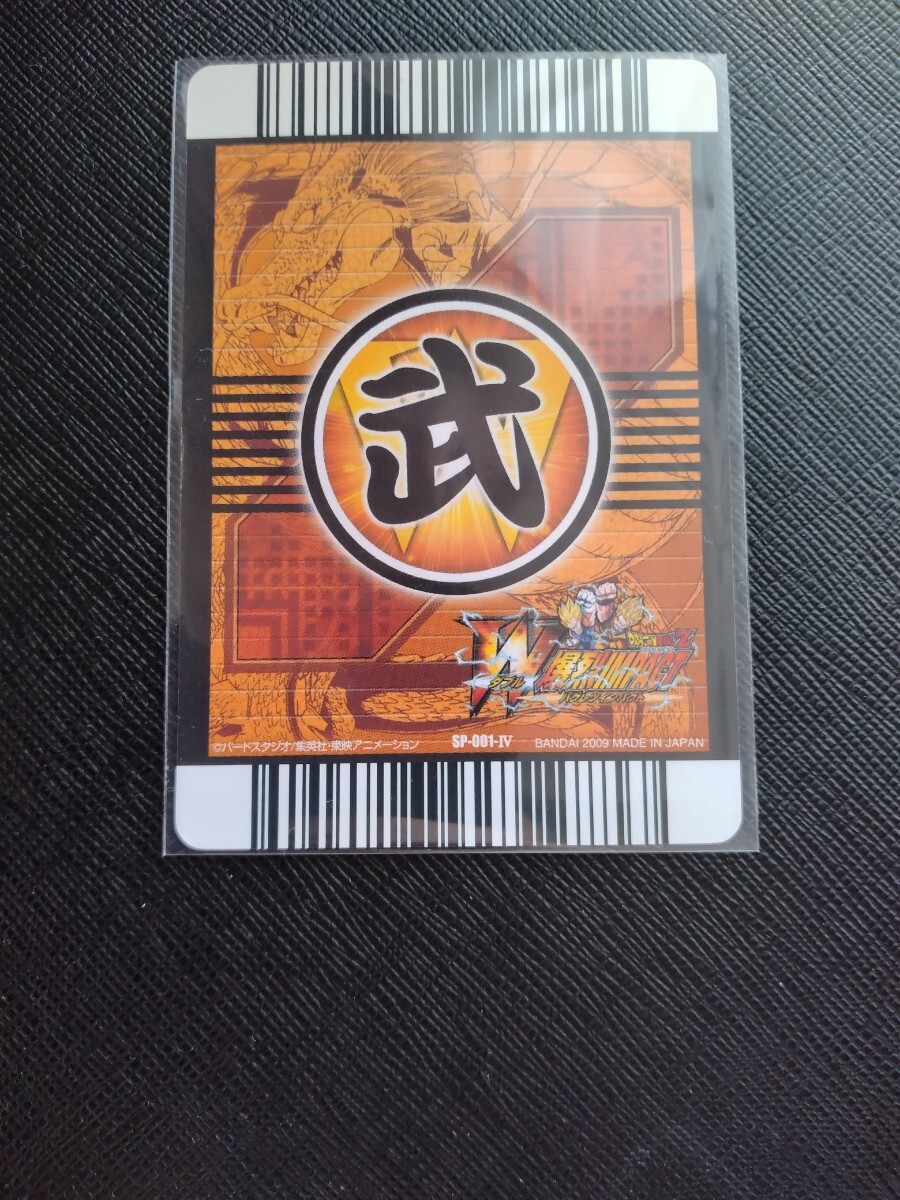 武
DRAGON BALL Z
W 爆烈IMPACT
ダブル バクレツインパクト
©バードスタジオ/集英社・東映アニメーション SP-001-IV BANDAI 2009 MADE IN JAPAN